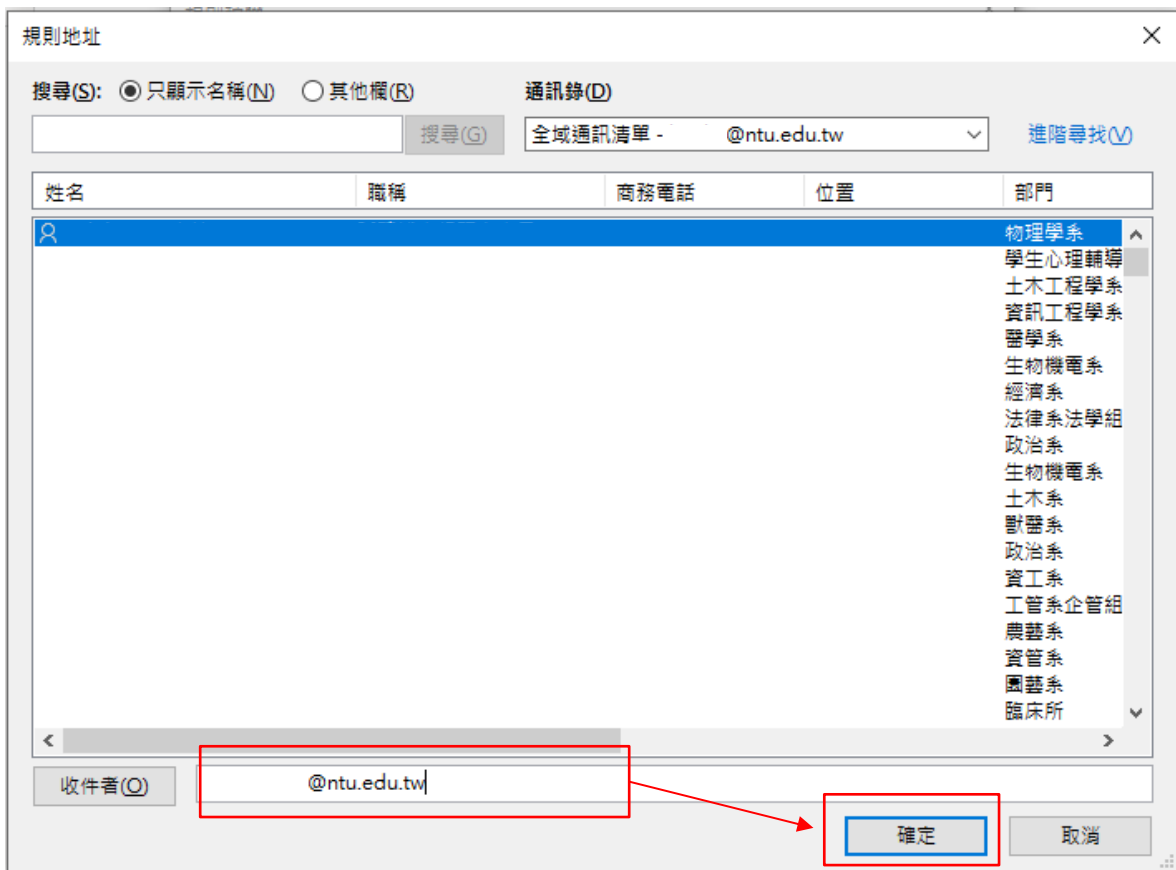 規則地址
搜尋(S): 只顯示名稱(N) 其他欄(R) 通訊錄(D)
搜尋(G) 全域通訊清單 - @ntu.edu.tw 進階尋找(V)
姓名 職稱 商務電話 位置 部門
物理學系
學生心理輔導
土木工程學系
資訊工程學系
醫學系
生物機電系
經濟系
法律系法學組
政治系
生物機電系
土木系
獸醫系
政治系
資工系
工管系企管組
農藝系
資管系
園藝系
臨床所
收件者(O) @ntu.edu.tw
確定 取消